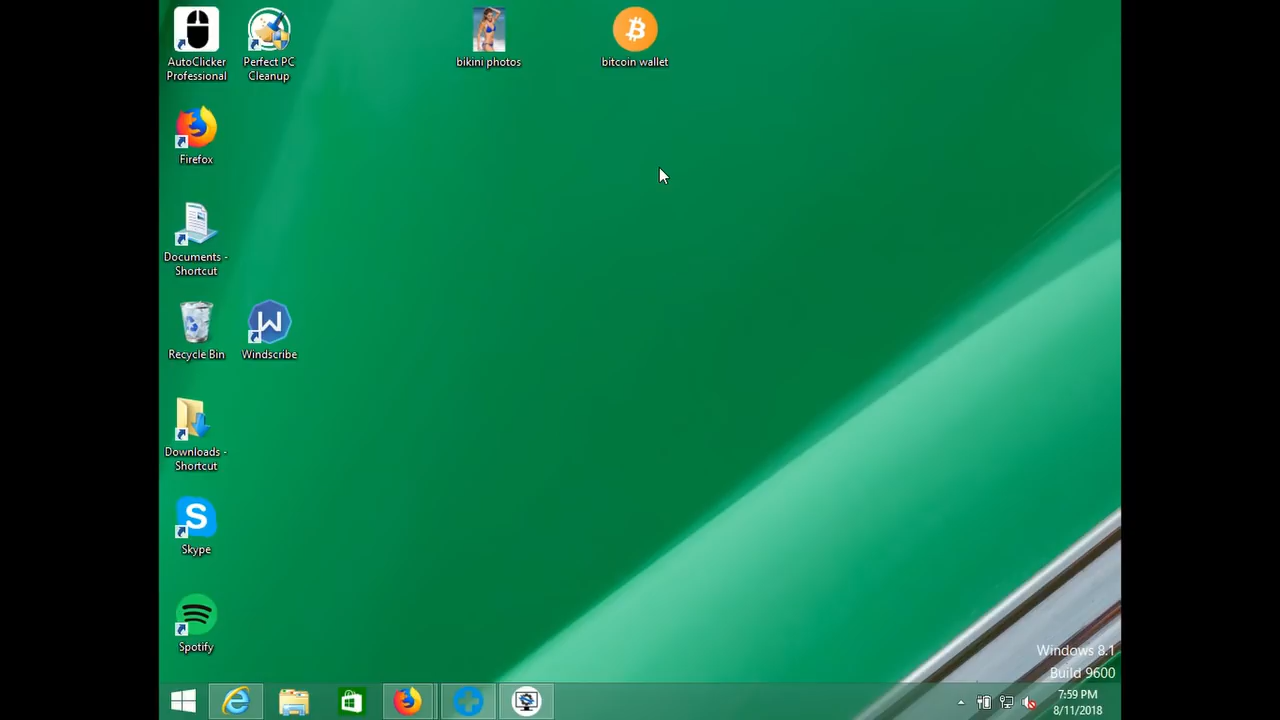 AutoClicker
Professional
Perfect PC
Cleanup
bikini photos
bitcoin wallet
Firefox
Documents -
Shortcut
Recycle Bin
Windscribe
Downloads -
Shortcut
Skype
Spotify
Windows 8.1
Build 9600
7:59 PM
8/11/2018